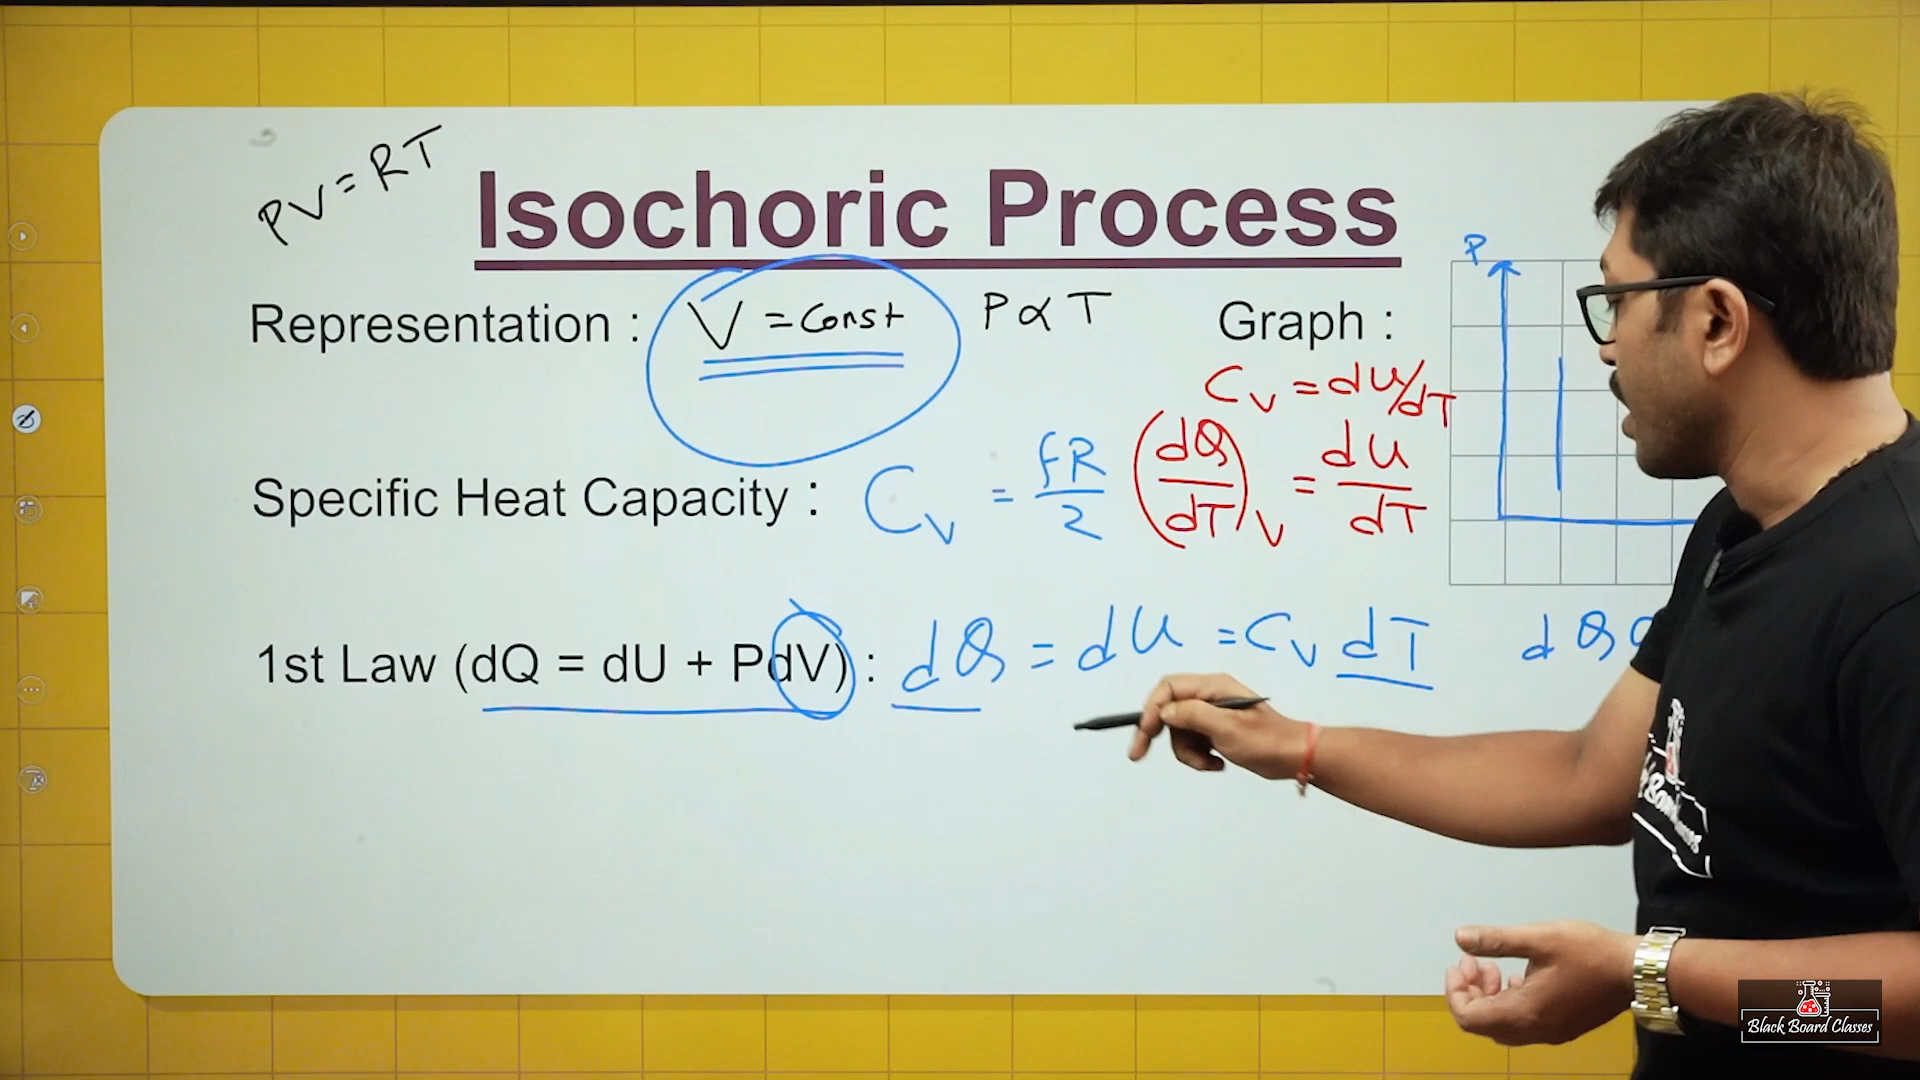 PV = RT
Isochoric Process
Representation : V = Const P ∝ T Graph : P
Cv = dU/dT
Specific Heat Capacity : Cv = fR/2 (dQ/dT)v = dU/dT
1st Law (dQ = dU + PdV) : dQ = dU = Cv dT dQ
Black Board Classes